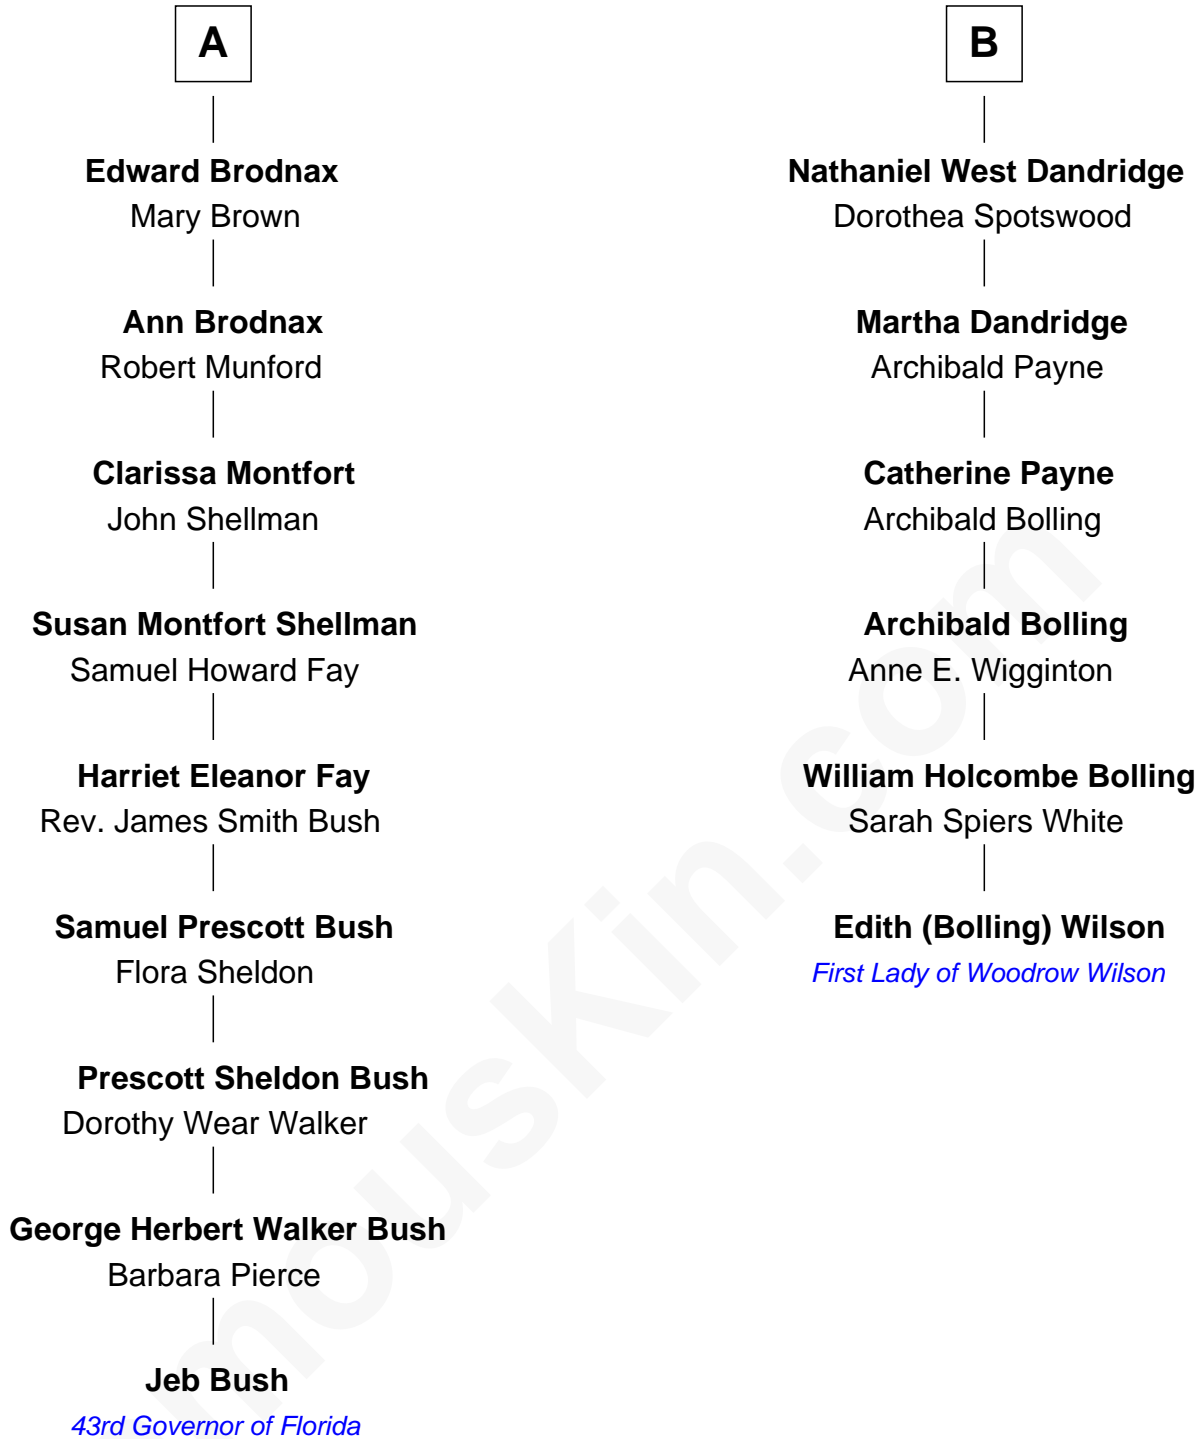 A
Edward Brodnax
Mary Brown
Ann Brodnax
Robert Munford
Clarissa Montfort
John Shellman
Susan Montfort Shellman
Samuel Howard Fay
Harriet Eleanor Fay
Rev. James Smith Bush
Samuel Prescott Bush
Flora Sheldon
Prescott Sheldon Bush
Dorothy Wear Walker
George Herbert Walker Bush
Barbara Pierce
Jeb Bush
43rd Governor of Florida
B
Nathaniel West Dandridge
Dorothea Spotswood
Martha Dandridge
Archibald Payne
Catherine Payne
Archibald Bolling
Archibald Bolling
Anne E. Wigginton
William Holcombe Bolling
Sarah Spiers White
Edith (Bolling) Wilson
First Lady of Woodrow Wilson
mousKin.com